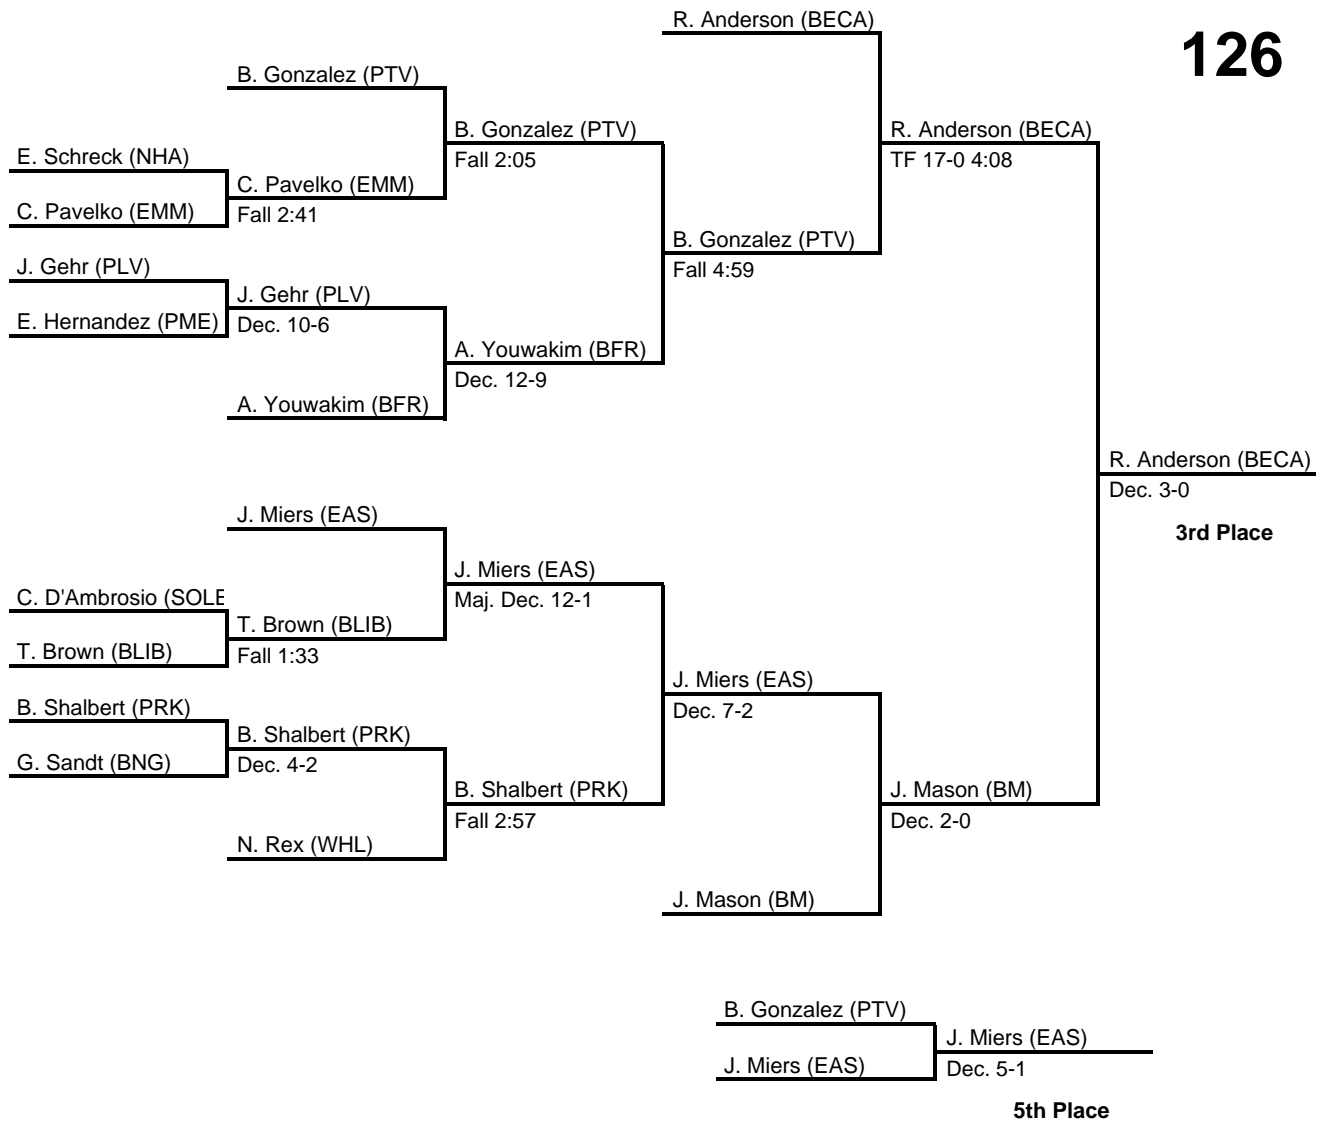 R. Anderson (BECA)
126
B. Gonzalez (PTV)
B. Gonzalez (PTV)
Fall 2:05
R. Anderson (BECA)
TF 17-0 4:08
E. Schreck (NHA)
C. Pavelko (EMM)
Fall 2:41
C. Pavelko (EMM)
B. Gonzalez (PTV)
Fall 4:59
J. Gehr (PLV)
J. Gehr (PLV)
Dec. 10-6
E. Hernandez (PME)
A. Youwakim (BFR)
Dec. 12-9
A. Youwakim (BFR)
R. Anderson (BECA)
Dec. 3-0
3rd Place
J. Miers (EAS)
J. Miers (EAS)
Maj. Dec. 12-1
C. D'Ambrosio (SOLE
T. Brown (BLIB)
Fall 1:33
T. Brown (BLIB)
J. Miers (EAS)
Dec. 7-2
B. Shalbert (PRK)
B. Shalbert (PRK)
Dec. 4-2
G. Sandt (BNG)
B. Shalbert (PRK)
Fall 2:57
J. Mason (BM)
Dec. 2-0
N. Rex (WHL)
J. Mason (BM)
B. Gonzalez (PTV)
J. Miers (EAS)
Dec. 5-1
J. Miers (EAS)
5th Place